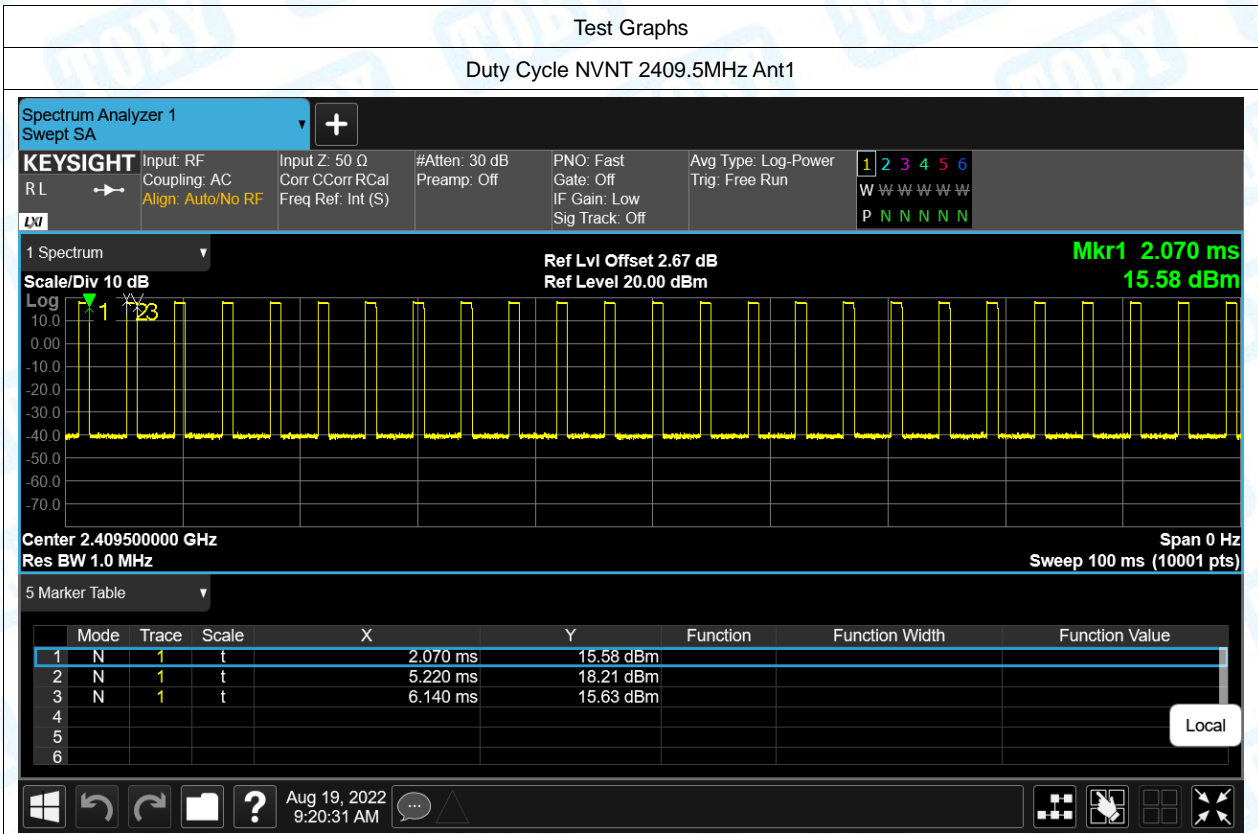 Test Graphs
Duty Cycle NVNT 2409.5MHz Ant1
Spectrum Analyzer 1
Swept SA
KEYSIGHT Input: RF Input Z: 50 Ω #Atten: 30 dB PNO: Fast Avg Type: Log-Power 1 2 3 4 5 6
R L Coupling: AC Corr CCorr RCal Preamp: Off Gate: Off Trig: Free Run W W W W W W
Align: Auto/No RF Freq Ref: Int (S) IF Gain: Low
LXI Sig Track: Off P N N N N N
1 Spectrum Mkr1 2.070 ms
Ref Lvl Offset 2.67 dB
Scale/Div 10 dB Ref Level 20.00 dBm 15.58 dBm
Log
1 2 3
10.0
0.00
-10.0
-20.0
-30.0
-40.0
-50.0
-60.0
-70.0
Center 2.409500000 GHz Span 0 Hz
Res BW 1.0 MHz Sweep 100 ms (10001 pts)
5 Marker Table
Mode Trace Scale X Y Function Function Width Function Value
1 N 1 t 2.070 ms 15.58 dBm
2 N 1 t 5.220 ms 18.21 dBm
3 N 1 t 6.140 ms 15.63 dBm
4
5
6
Local
? Aug 19, 2022
9:20:31 AM
TOBY TOBY TOBY TOBY